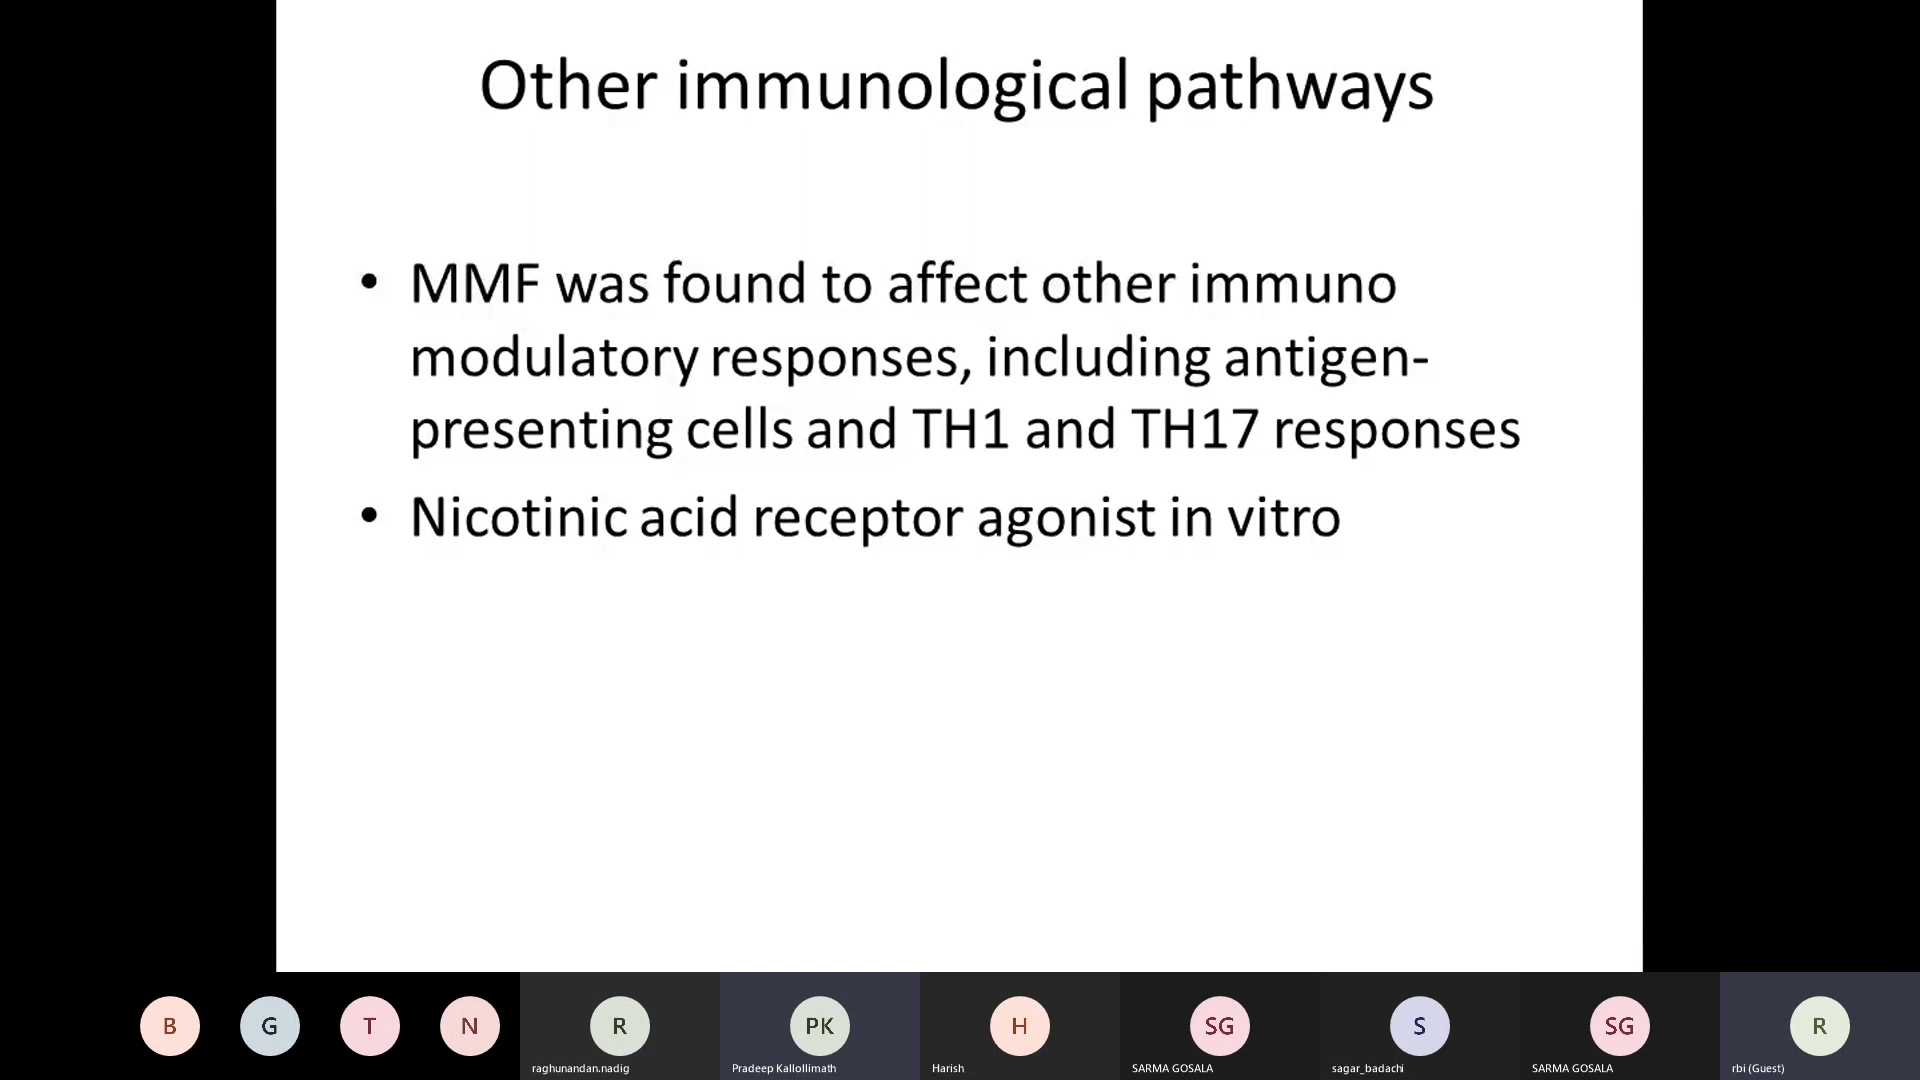 Other immunological pathways
• MMF was found to affect other immuno
modulatory responses, including antigen-
presenting cells and TH1 and TH17 responses
• Nicotinic acid receptor agonist in vitro
B G T N R PK H SG S SG R
raghunandan.nadig Pradeep Kallollimath Harish SARMA GOSALA sagar_badachi SARMA GOSALA rbi (Guest)